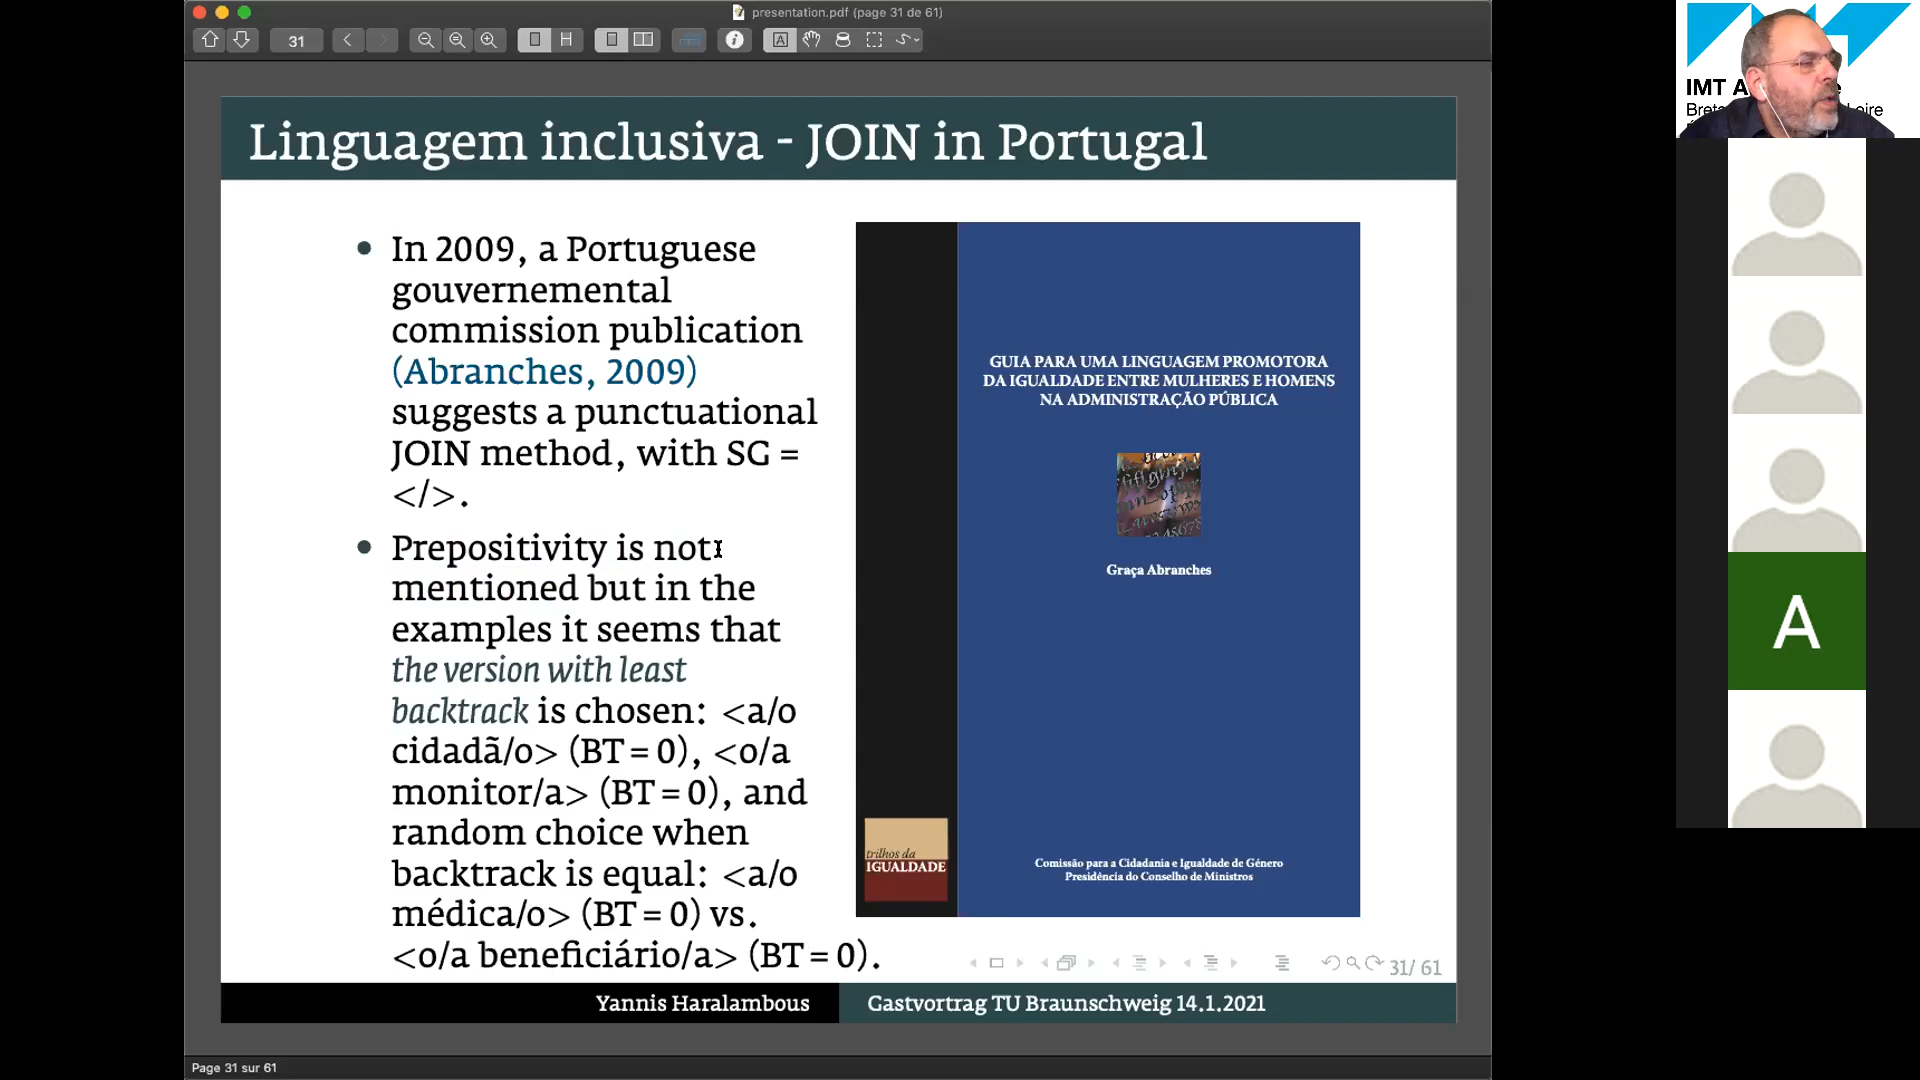 presentation.pdf (page 31 de 61)
31
Linguagem inclusiva - JOIN in Portugal
In 2009, a Portuguese
gouvernemental
commission publication
(Abranches, 2009)
suggests a punctuational
JOIN method, with SG =
</>.
Prepositivity is not
mentioned but in the
examples it seems that
the version with least
backtrack is chosen: <a/o
cidadã/o> (BT = 0), <o/a
monitor/a> (BT = 0), and
random choice when
backtrack is equal: <a/o
médica/o> (BT = 0) vs.
<o/a beneficiário/a> (BT = 0).
GUIA PARA UMA LINGUAGEM PROMOTORA
DA IGUALDADE ENTRE MULHERES E HOMENS
NA ADMINISTRAÇÃO PÚBLICA
Graça Abranches
trilhos da
IGUALDADE
Comissão para a Cidadania e Igualdade de Género
Presidência do Conselho de Ministros
31/ 61
Yannis Haralambous
Gastvortrag TU Braunschweig 14.1.2021
Page 31 sur 61
IMT A
A